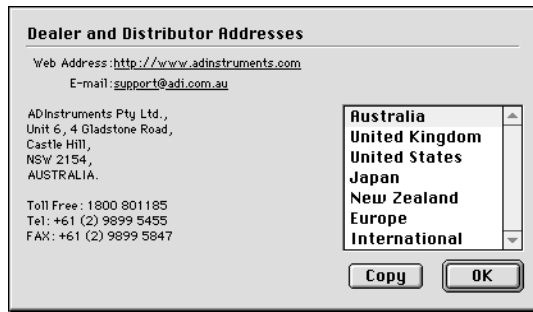 Dealer and Distributor Addresses
Web Address:http://www.adinstruments.com
E-mail:support@adi.com.au
ADInstruments Pty Ltd.,
Unit 6, 4 Gladstone Road,
Castle Hill,
NSW 2154,
AUSTRALIA.
Toll Free: 1800 801185
Tel: +61 (2) 9899 5455
FAX: +61 (2) 9899 5847
Australia
United Kingdom
United States
Japan
New Zealand
Europe
International
Copy
OK